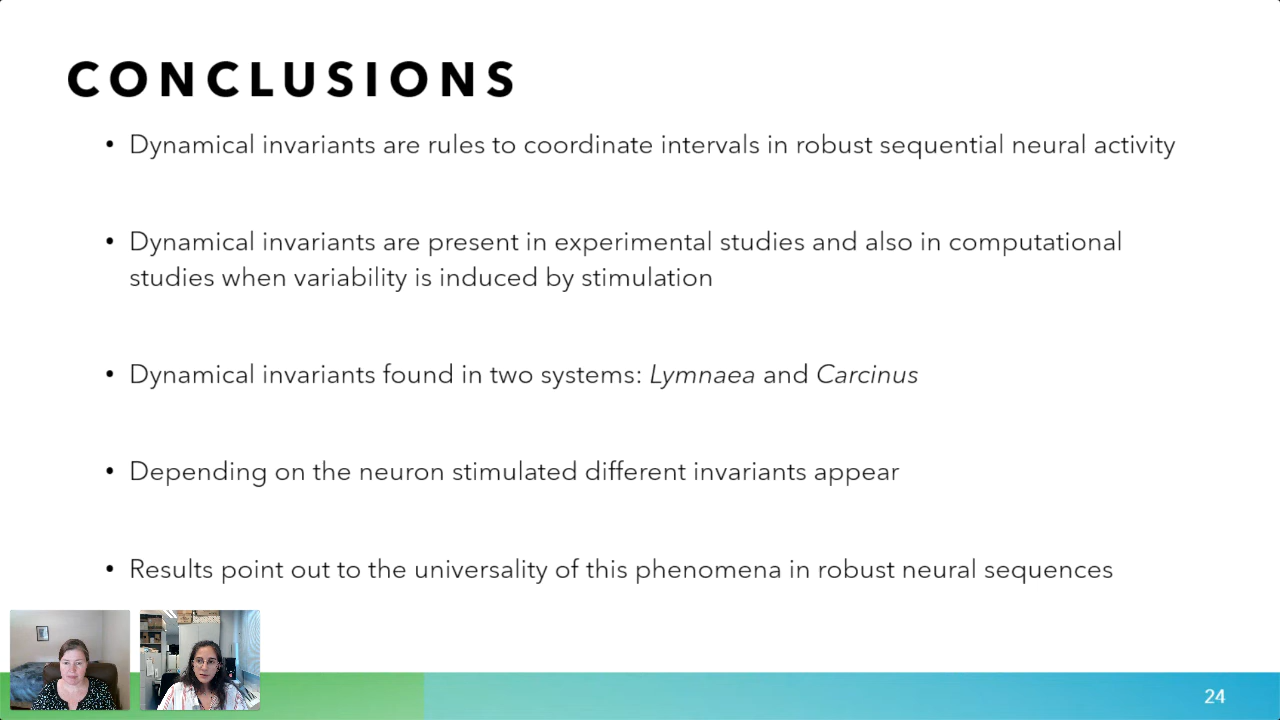 CONCLUSIONS
• Dynamical invariants are rules to coordinate intervals in robust sequential neural activity
• Dynamical invariants are present in experimental studies and also in computational
studies when variability is induced by stimulation
• Dynamical invariants found in two systems: Lymnaea and Carcinus
• Depending on the neuron stimulated different invariants appear
• Results point out to the universality of this phenomena in robust neural sequences
24